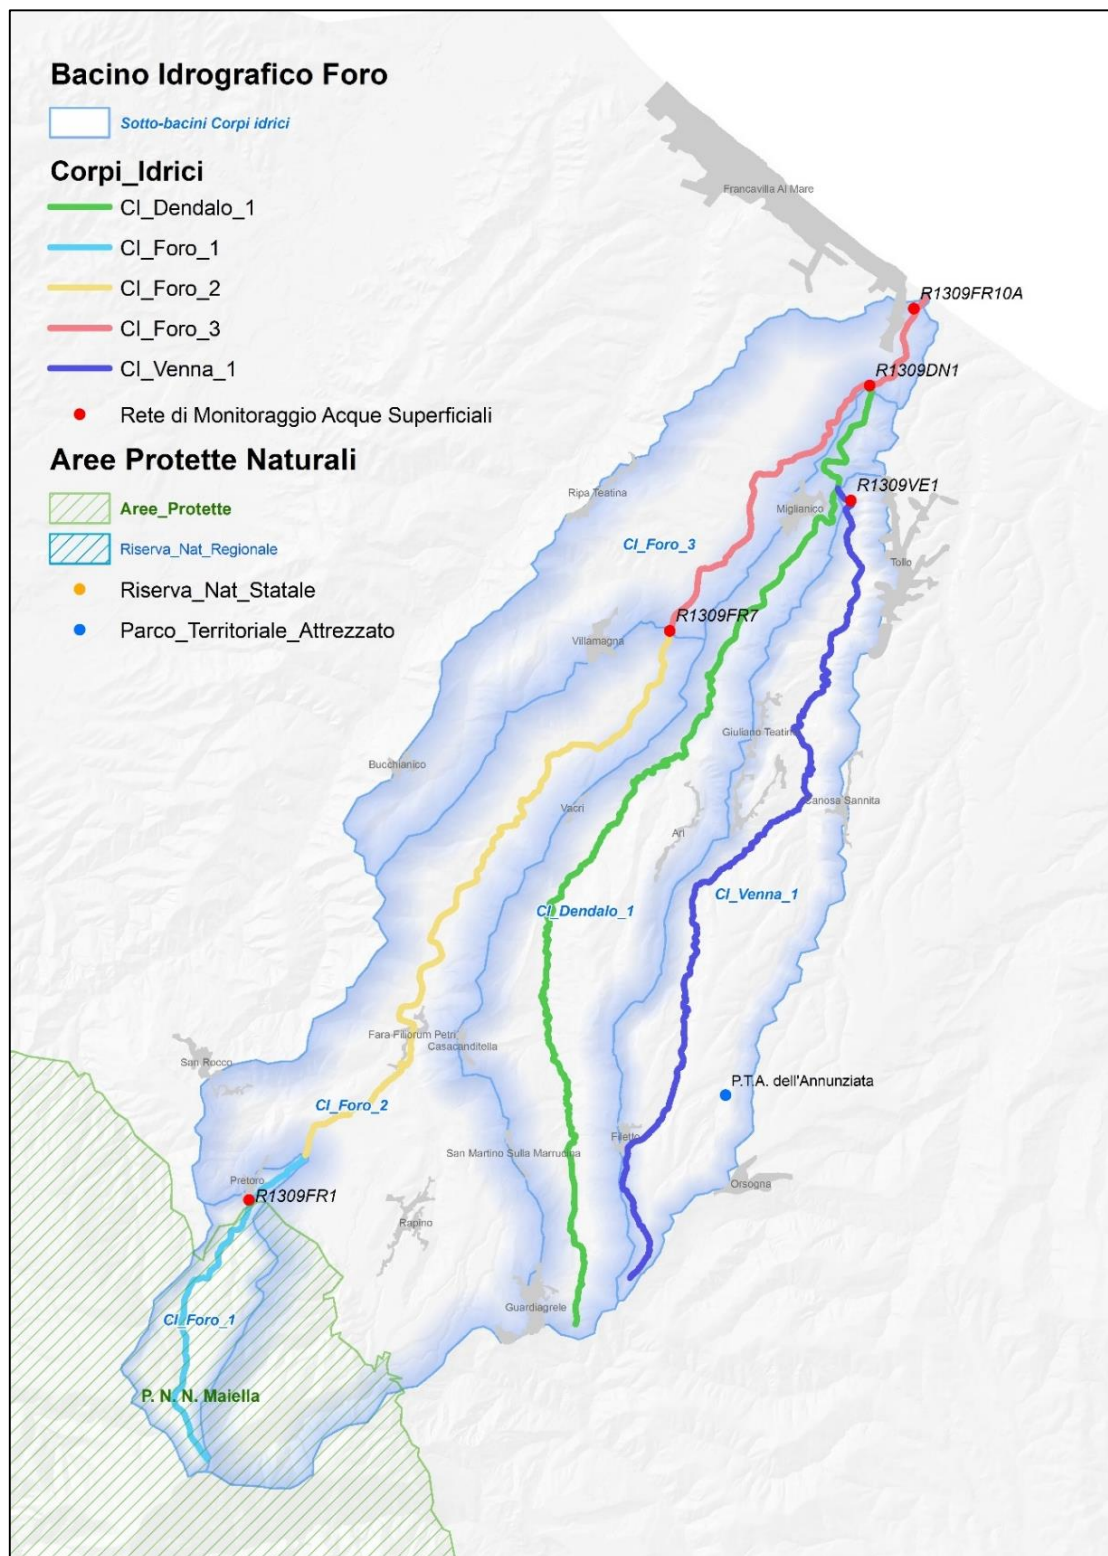 Bacino Idrografico Foro
Sotto-bacini Corpi idrici
Corpi_Idrici
CI_Dendalo_1
CI_Foro_1
CI_Foro_2
CI_Foro_3
CI_Venna_1
Rete di Monitoraggio Acque Superficiali
Aree Protette Naturali
Aree_Protette
Riserva_Nat_Regionale
Riserva_Nat_Statale
Parco_Territoriale_Attrezzato
Francavilla Al Mare
R1309FR10A
R1309DN1
R1309VE1
Ripa Teatina
Miglianico
CI_Foro_3
Tollo
R1309FR7
Villamagna
Giuliano Teatin
Bucchianico
Vacri
Canosa Sannita
Ari
CI_Venna_1
CI_Dendalo_1
Fara Filiorum Petri
Casacanditella
San Rocco
P.T.A. dell'Annunziata
CI_Foro_2
Filetto
San Martino Sulla Marrucina
Pretoro
Orsogna
R1309FR1
Rapino
Guardiagrele
CI_Foro_1
P. N. N. Maiella